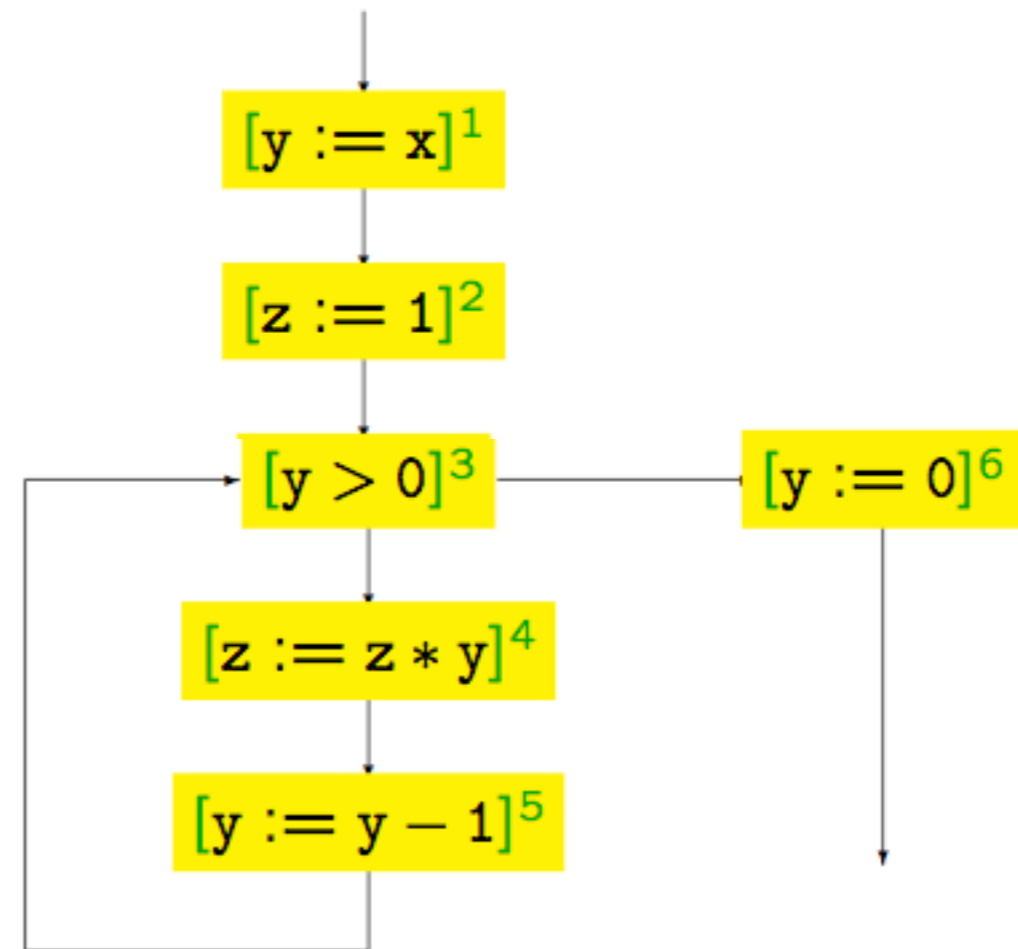 [y := x]¹
[z := 1]²
[y > 0]³
[y := 0]⁶
[z := z * y]⁴
[y := y − 1]⁵